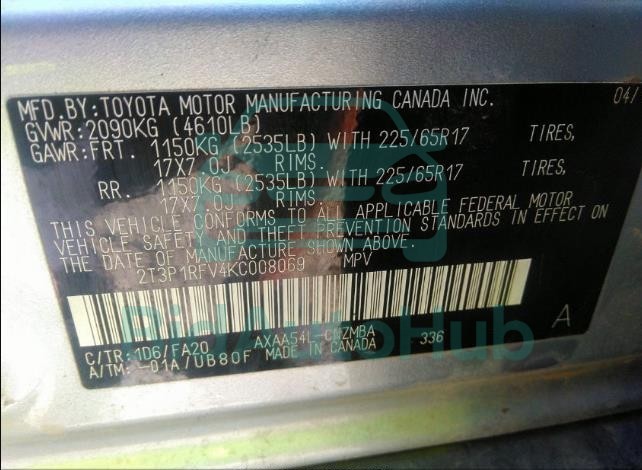 MFD.BY:TOYOTA MOTOR MANUFACTURING CANADA INC. 04/
GVWR:2090KG (4610LB)
GAWR:FRT. 1150KG (2535LB) WITH 225/65R17 TIRES,
17X7.0J RIMS.
RR. 1150KG (2535LB) WITH 225/65R17 TIRES,
17X7.0J RIMS.
THIS VEHICLE CONFORMS TO ALL APPLICABLE FEDERAL MOTOR
VEHICLE SAFETY AND THEFT PREVENTION STANDARDS IN EFFECT ON
THE DATE OF MANUFACTURE SHOWN ABOVE.
2T3P1RFV4KC008069 MPV
A
C/TR:1D6/FA20 AXAA54L-CNZMBA 336
A/TM:-01A/UB80F MADE IN CANADA
BidAutoHub